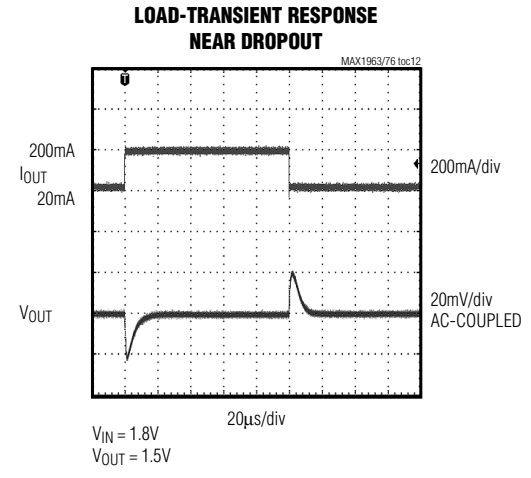 LOAD-TRANSIENT RESPONSE
NEAR DROPOUT
MAX1963/76 toc12
T
200mA
IOUT
20mA
200mA/div
VOUT
20mV/div
AC-COUPLED
20μs/div
VIN = 1.8V
VOUT = 1.5V